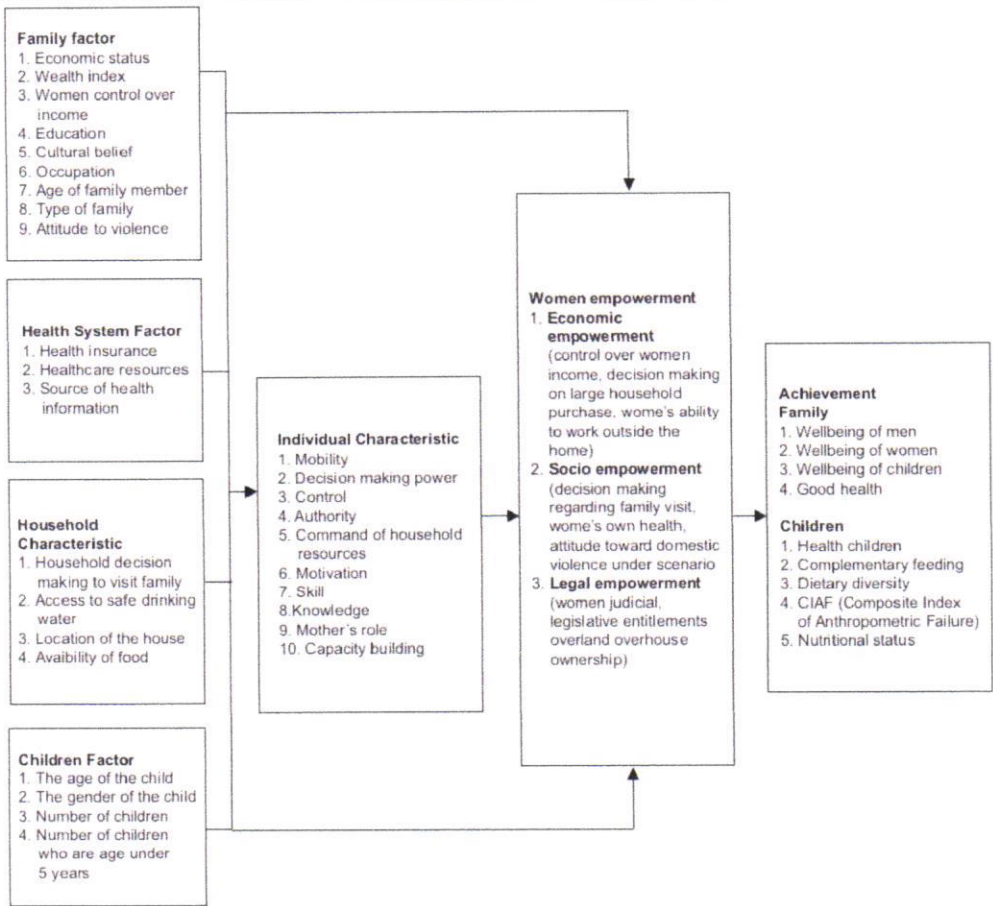 Family factor
1. Economic status
2. Wealth index
3. Women control over
income
4. Education
5. Cultural belief
6. Occupation
7. Age of family member
8. Type of family
9. Attitude to violence
Health System Factor
1. Health insurance
2. Healthcare resources
3. Source of health
information
Household
Characteristic
1. Household decision
making to visit family
2. Access to safe drinking
water
3. Location of the house
4. Avaibility of food
Children Factor
1. The age of the child
2. The gender of the child
3. Number of children
4. Number of children
who are age under
5 years
Individual Characteristic
1. Mobility
2. Decision making power
3. Control
4. Authority
5. Command of household
resources
6. Motivation
7. Skill
8.Knowledge
9. Mother's role
10. Capacity building
Women empowerment
1. Economic
empowerment
(control over women
income, decision making
on large household
purchase, wome's ability
to work outside the
home)
2. Socio empowerment
(decision making
regarding family visit,
wome's own health,
attitude toward domestic
violence under scenario
3. Legal empowerment
(women judicial,
legislative entitlements
overland overhouse
ownership)
Achievement
Family
1. Wellbeing of men
2. Wellbeing of women
3. Wellbeing of children
4. Good health
Children
1. Health children
2. Complementary feeding
3. Dietary diversity
4. CIAF (Composite Index
of Anthropometric Failure)
5. Nutritional status